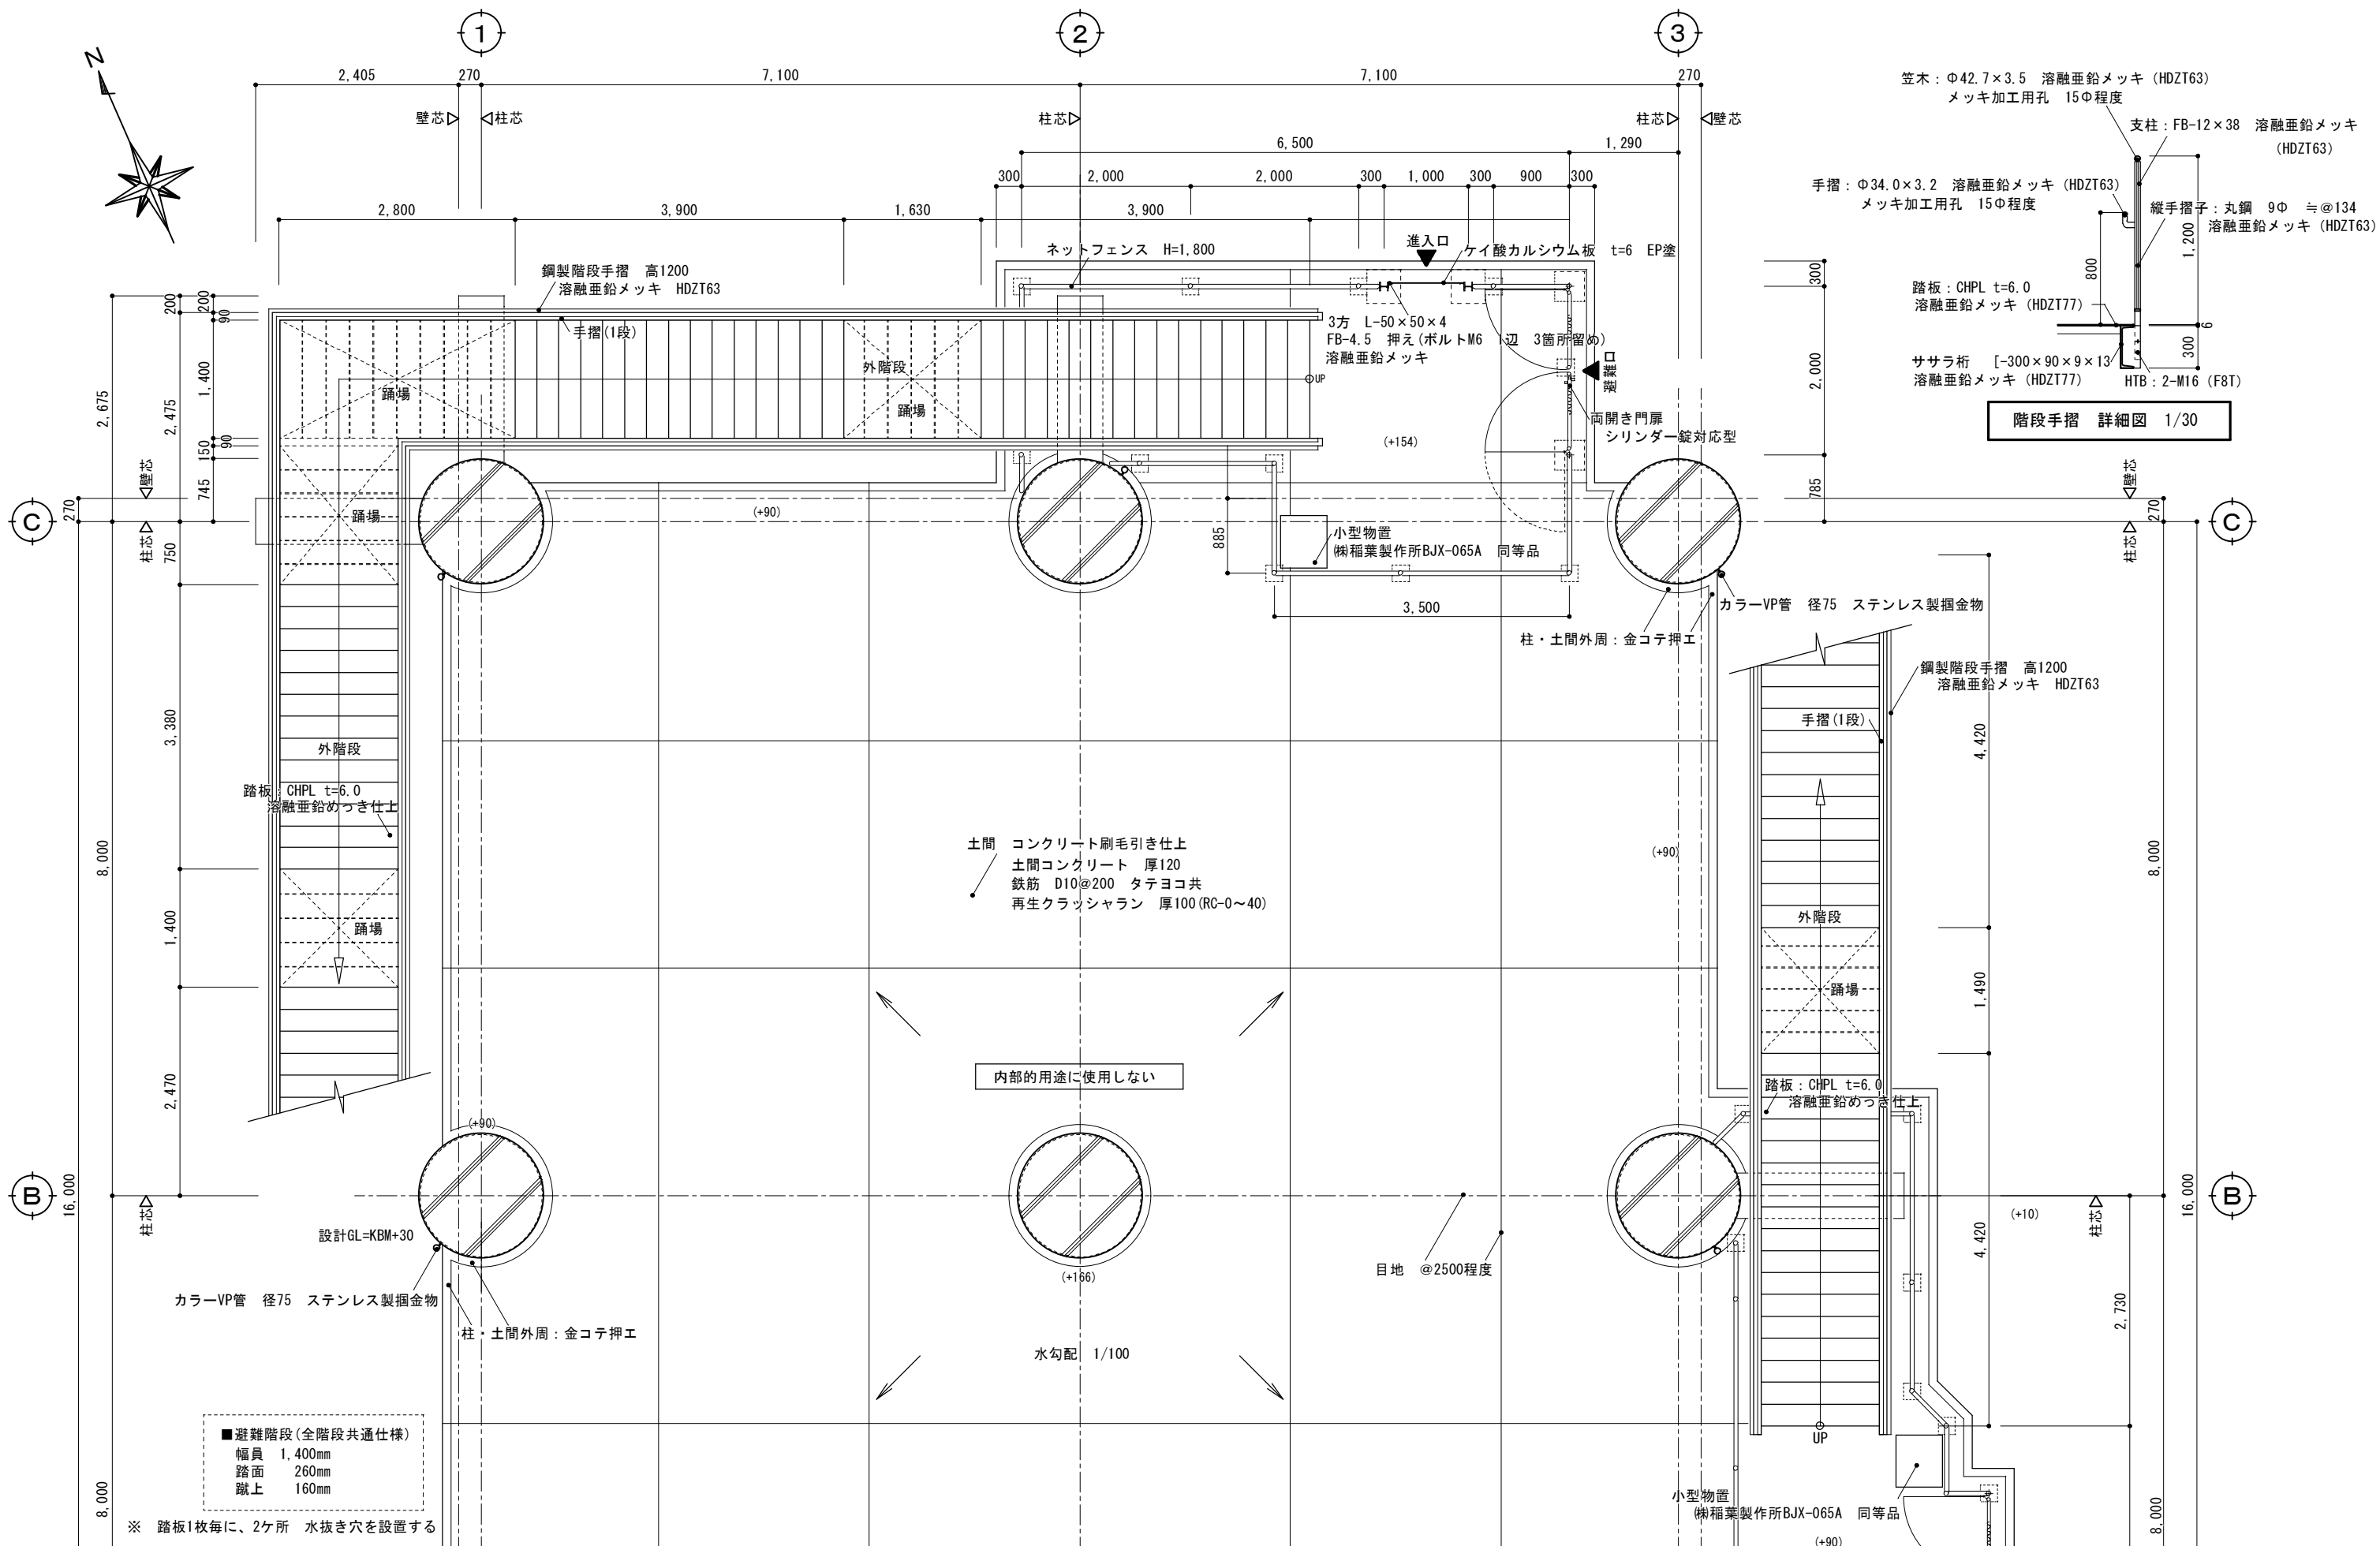 1
2
3
N
2,405
270
7,100
7,100
270
壁芯
柱芯
柱芯
柱芯
壁芯
6,500
1,290
300
2,000
2,000
300
1,000
300
900
300
2,800
3,900
1,630
3,900
笠木：Φ42.7×3.5 溶融亜鉛メッキ（HDZT63）
メッキ加工用孔 15Φ程度
支柱：FB-12×38 溶融亜鉛メッキ
（HDZT63）
手摺：Φ34.0×3.2 溶融亜鉛メッキ（HDZT63）
メッキ加工用孔 15Φ程度
縦手摺子：丸鋼 9Φ ≒@134
溶融亜鉛メッキ（HDZT63）
1,200
800
踏板：CHPL t=6.0
溶融亜鉛メッキ（HDZT77）
6
300
ササラ桁 [-300×90×9×13
溶融亜鉛メッキ（HDZT77）
HTB：2-M16（F8T）
階段手摺 詳細図 1/30
鋼製階段手摺 高1200
溶融亜鉛メッキ HDZT63
手摺(1段)
ネットフェンス H=1,800
進入口
ケイ酸カルシウム板 t=6 EP塗
3方 L-50×50×4
FB-4.5 押え(ボルトM6 1辺 3箇所留め)
溶融亜鉛メッキ
避難口
両開き門扉
シリンダー錠対応型
外階段
UP
踊場
踊場
踊場
(+154)
(+90)
200
200
90
2,675
2,475
1,400
90
150
745
壁芯
270
C
柱芯
750
300
2,000
785
壁芯
270
C
柱芯
885
小型物置
㈱稲葉製作所BJX-065A 同等品
3,500
カラーVP管 径75 ステンレス製掴金物
柱・土間外周：金コテ押エ
鋼製階段手摺 高1200
溶融亜鉛メッキ HDZT63
手摺(1段)
4,420
3,380
外階段
踏板：CHPL t=6.0
溶融亜鉛めっき仕上
8,000
1,400
踊場
2,470
土間 コンクリート刷毛引き仕上
土間コンクリート 厚120
鉄筋 D10@200 タテヨコ共
再生クラッシャラン 厚100(RC-0～40)
(+90)
8,000
外階段
踊場
1,490
内部的用途に使用しない
踏板：CHPL t=6.0
溶融亜鉛めっき仕上
(+90)
B
16,000
柱芯
設計GL=KBM+30
カラーVP管 径75 ステンレス製掴金物
柱・土間外周：金コテ押エ
(+166)
目地 @2500程度
水勾配 1/100
(+10)
柱芯
16,000
B
4,420
2,730
UP
■避難階段(全階段共通仕様)
幅員 1,400mm
踏面 260mm
蹴上 160mm
※ 踏板1枚毎に、2ケ所 水抜き穴を設置する
8,000
小型物置
㈱稲葉製作所BJX-065A 同等品
(+90)
8,000